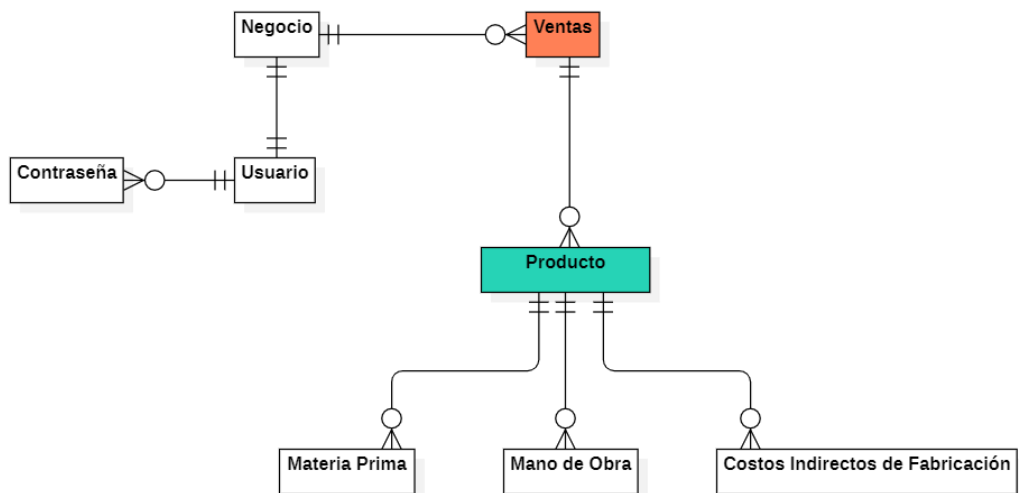 Negocio
Ventas
Contraseña
Usuario
Producto
Materia Prima
Mano de Obra
Costos Indirectos de Fabricación